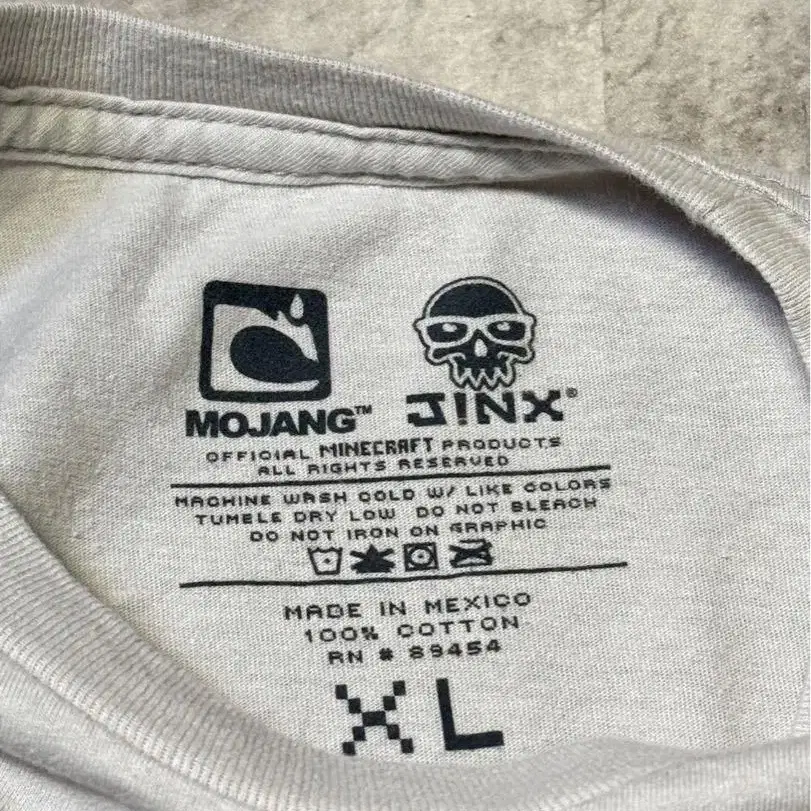 MOJANG™ J!NX®
OFFICIAL MINECRAFT PRODUCTS
ALL RIGHTS RESERVED
MACHINE WASH COLD W/ LIKE COLORS
TUMBLE DRY LOW DO NOT BLEACH
DO NOT IRON ON GRAPHIC
MADE IN MEXICO
100% COTTON
RN # 89454
XL